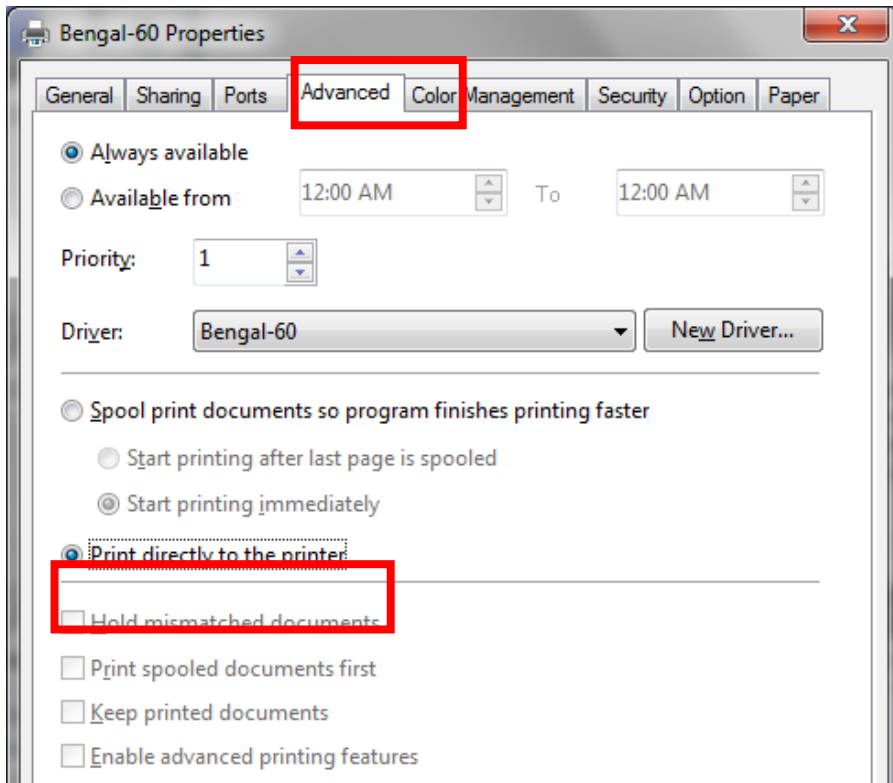 Bengal-60 Properties
General Sharing Ports Advanced Color Management Security Option Paper
Always available
Available from 12:00 AM To 12:00 AM
Priority: 1
Driver: Bengal-60 New Driver...
Spool print documents so program finishes printing faster
Start printing after last page is spooled
Start printing immediately
Print directly to the printer
Hold mismatched documents
Print spooled documents first
Keep printed documents
Enable advanced printing features